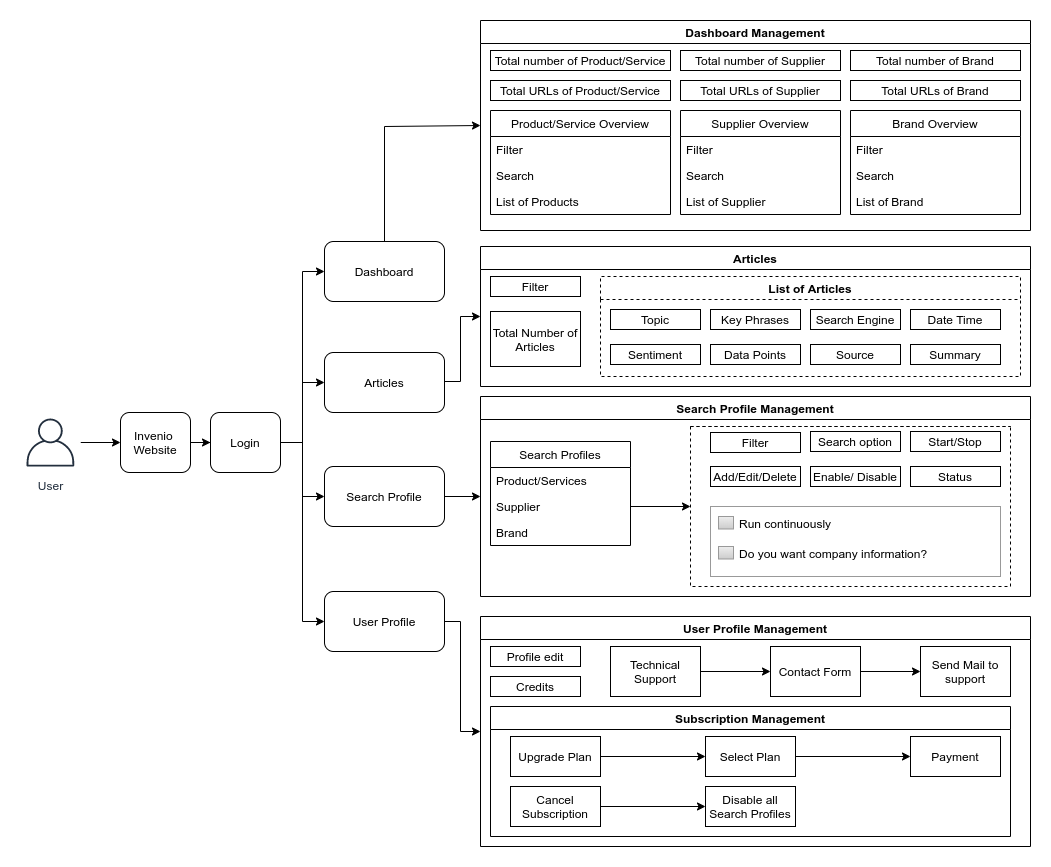 User
Invenio
Website
Login
Dashboard
Articles
Search Profile
User Profile
Dashboard Management
Total number of Product/Service
Total number of Supplier
Total number of Brand
Total URLs of Product/Service
Total URLs of Supplier
Total URLs of Brand
Product/Service Overview
Filter
Search
List of Products
Supplier Overview
Filter
Search
List of Supplier
Brand Overview
Filter
Search
List of Brand
Articles
Filter
Total Number of
Articles
List of Articles
Topic
Key Phrases
Search Engine
Date Time
Sentiment
Data Points
Source
Summary
Search Profile Management
Search Profiles
Product/Services
Supplier
Brand
Filter
Search option
Start/Stop
Add/Edit/Delete
Enable/ Disable
Status
Run continuously
Do you want company information?
User Profile Management
Profile edit
Credits
Technical
Support
Contact Form
Send Mail to
support
Subscription Management
Upgrade Plan
Select Plan
Payment
Cancel
Subscription
Disable all
Search Profiles